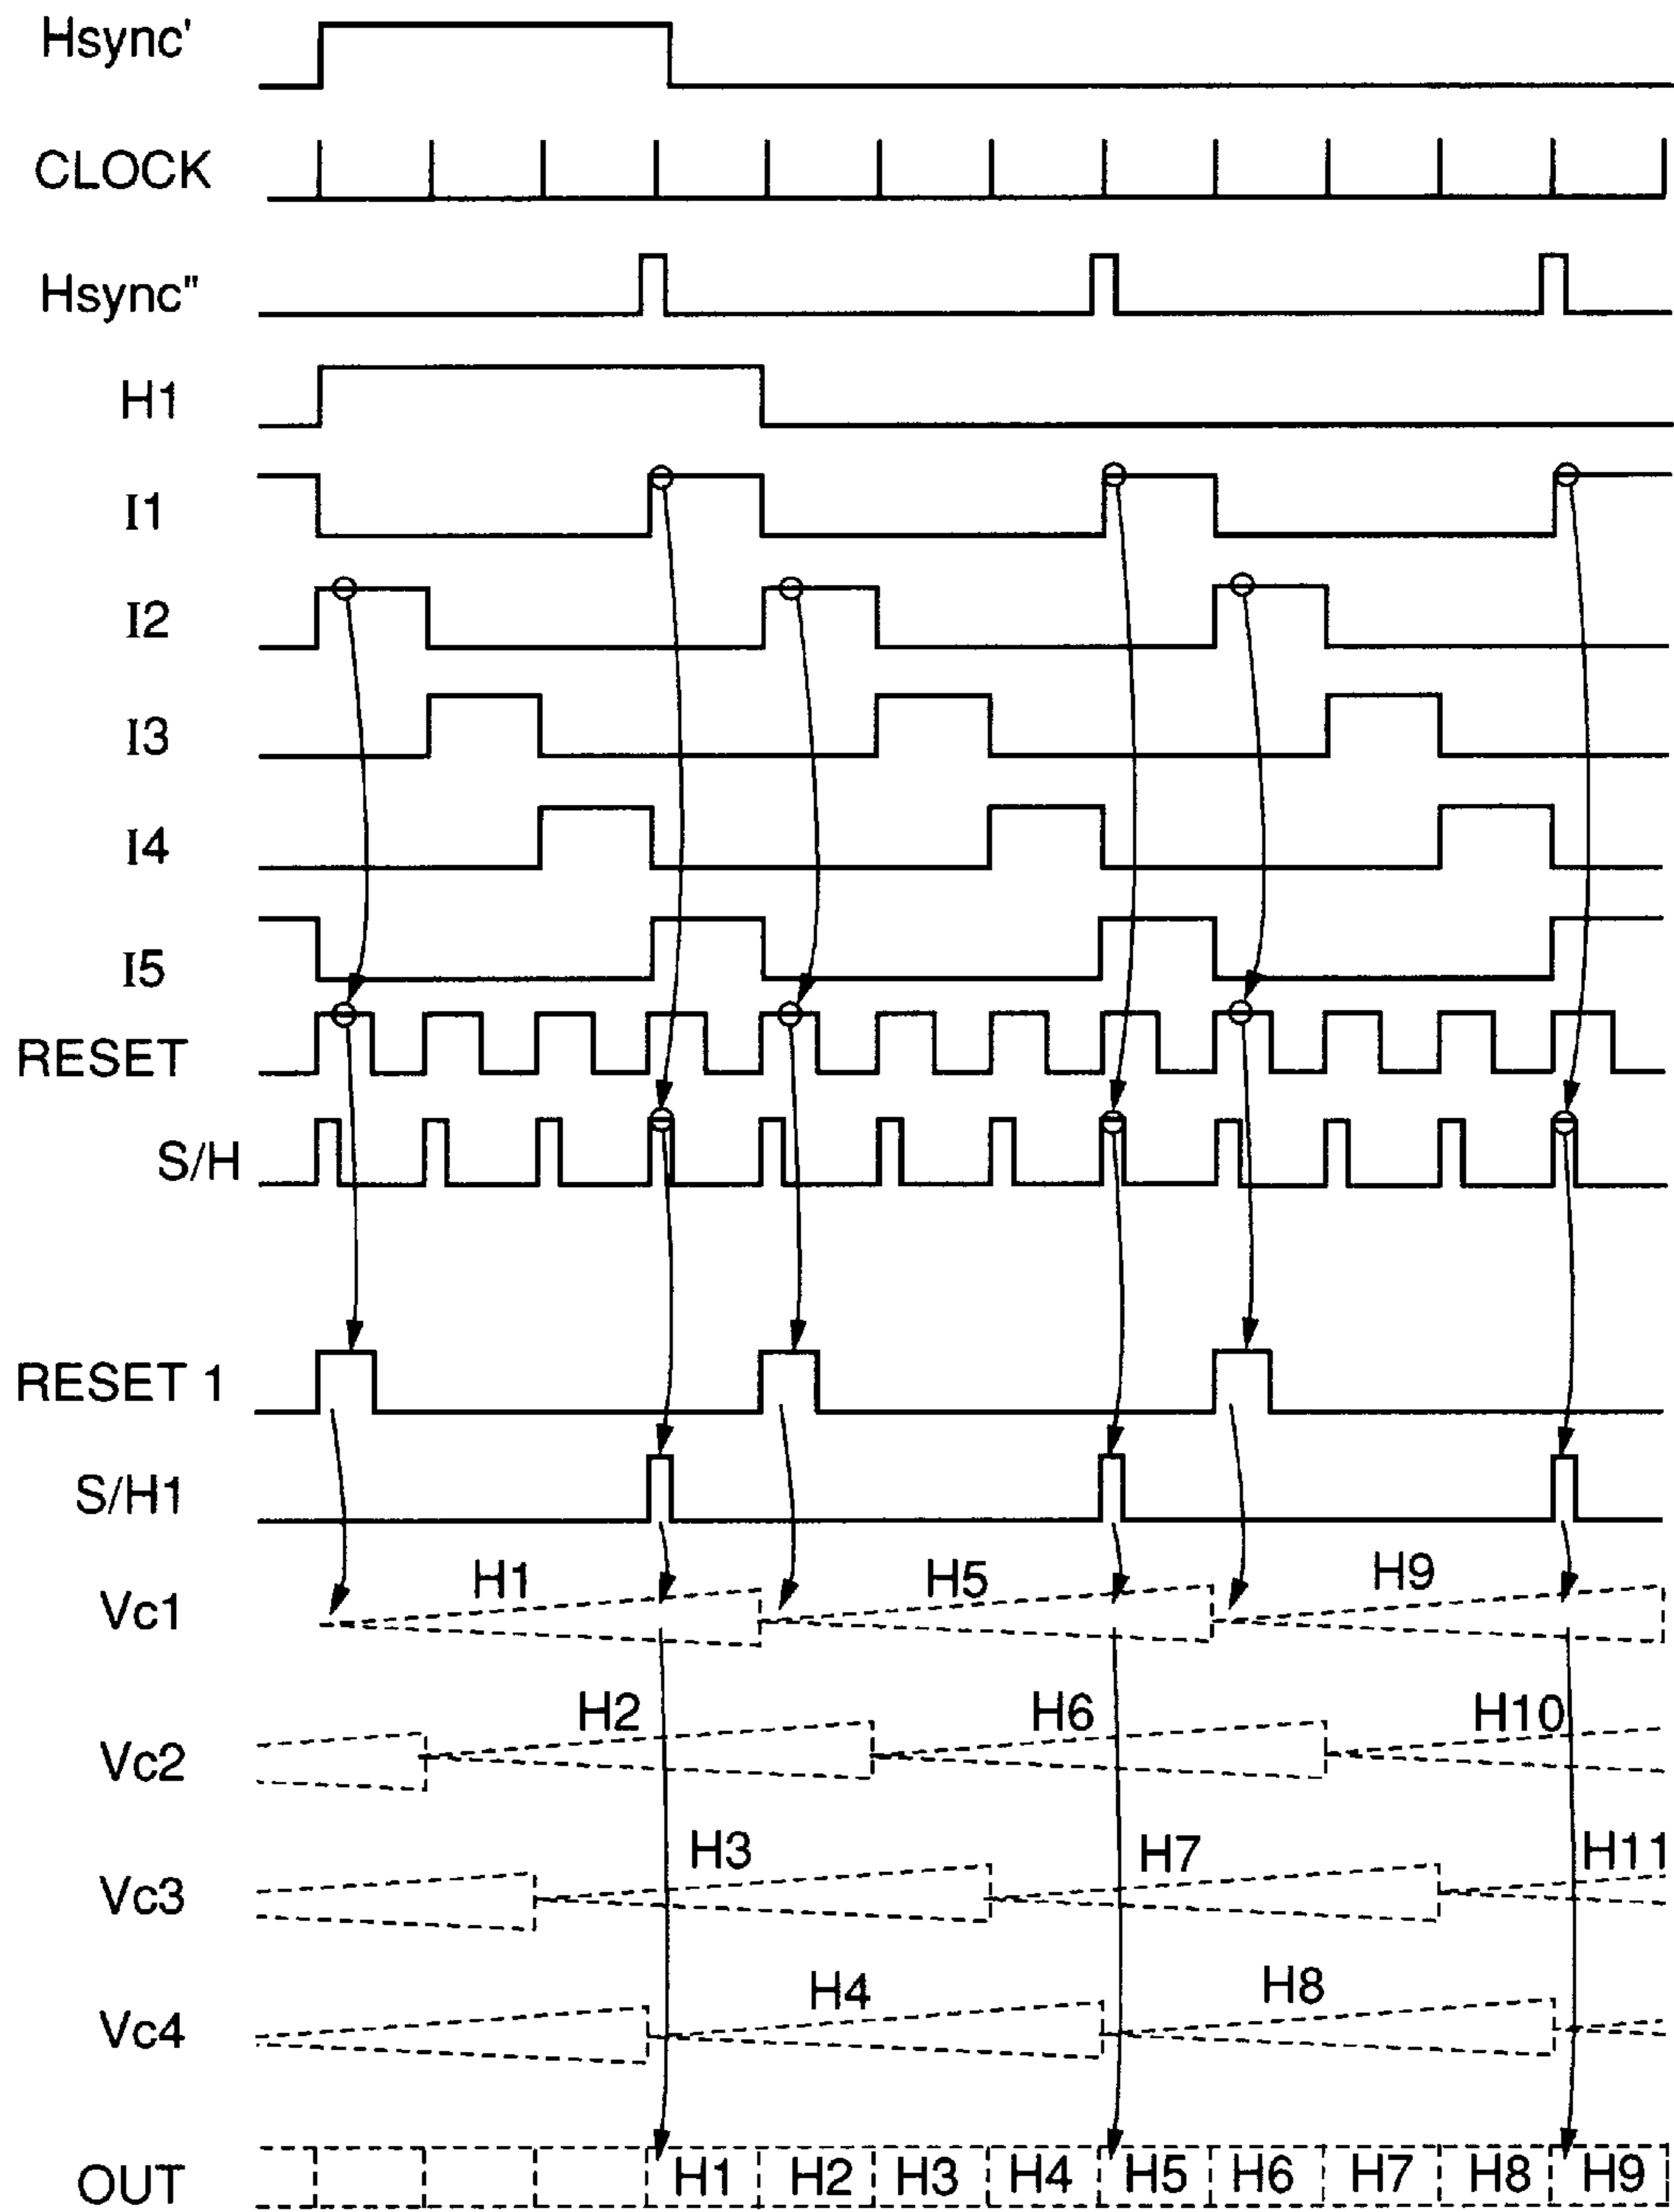 Hsync'
CLOCK
Hsync"
H1
I1
I2
I3
I4
I5
RESET
S/H
RESET 1
S/H1
Vc1 H1 H5 H9
Vc2 H2 H6 H10
Vc3 H3 H7 H11
Vc4 H4 H8
OUT H1 H2 H3 H4 H5 H6 H7 H8 H9